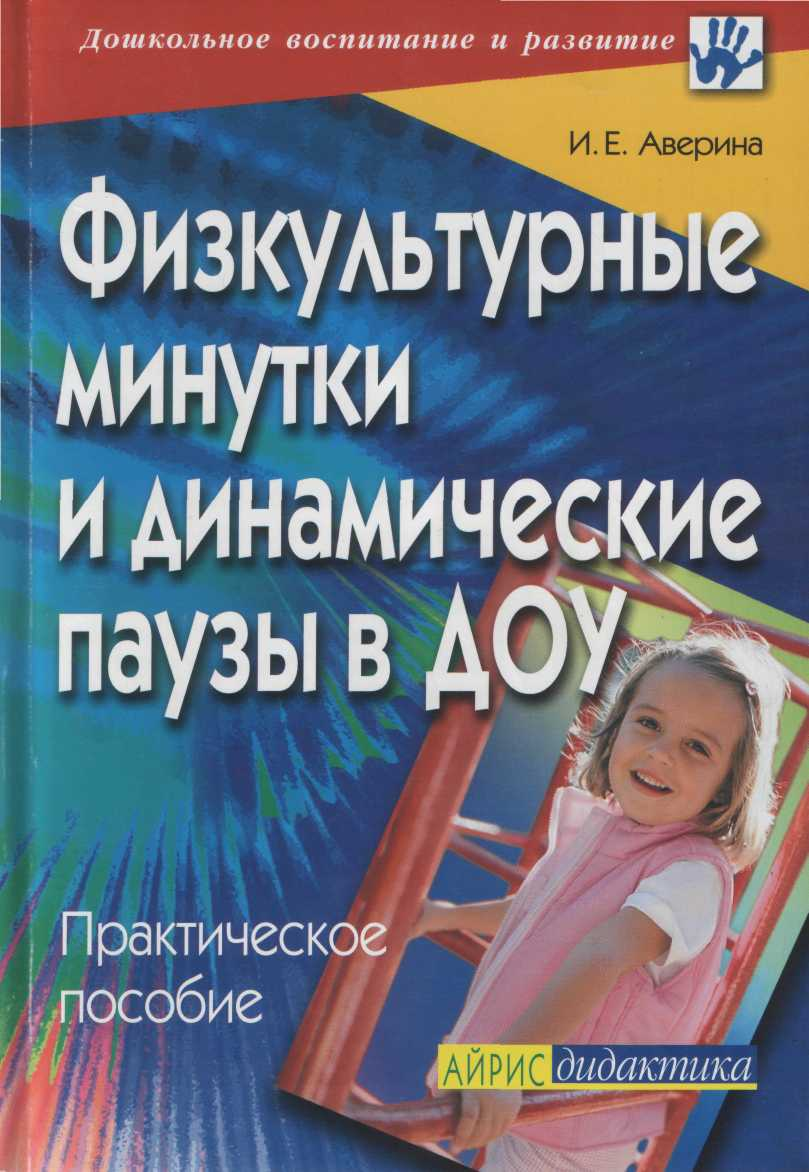 Дошкольное воспитание и развитие
И. Е. Аверина
Физкультурные
минутки
и динамические
паузы в ДОУ
Практическое
пособие
АЙРИС дидактика